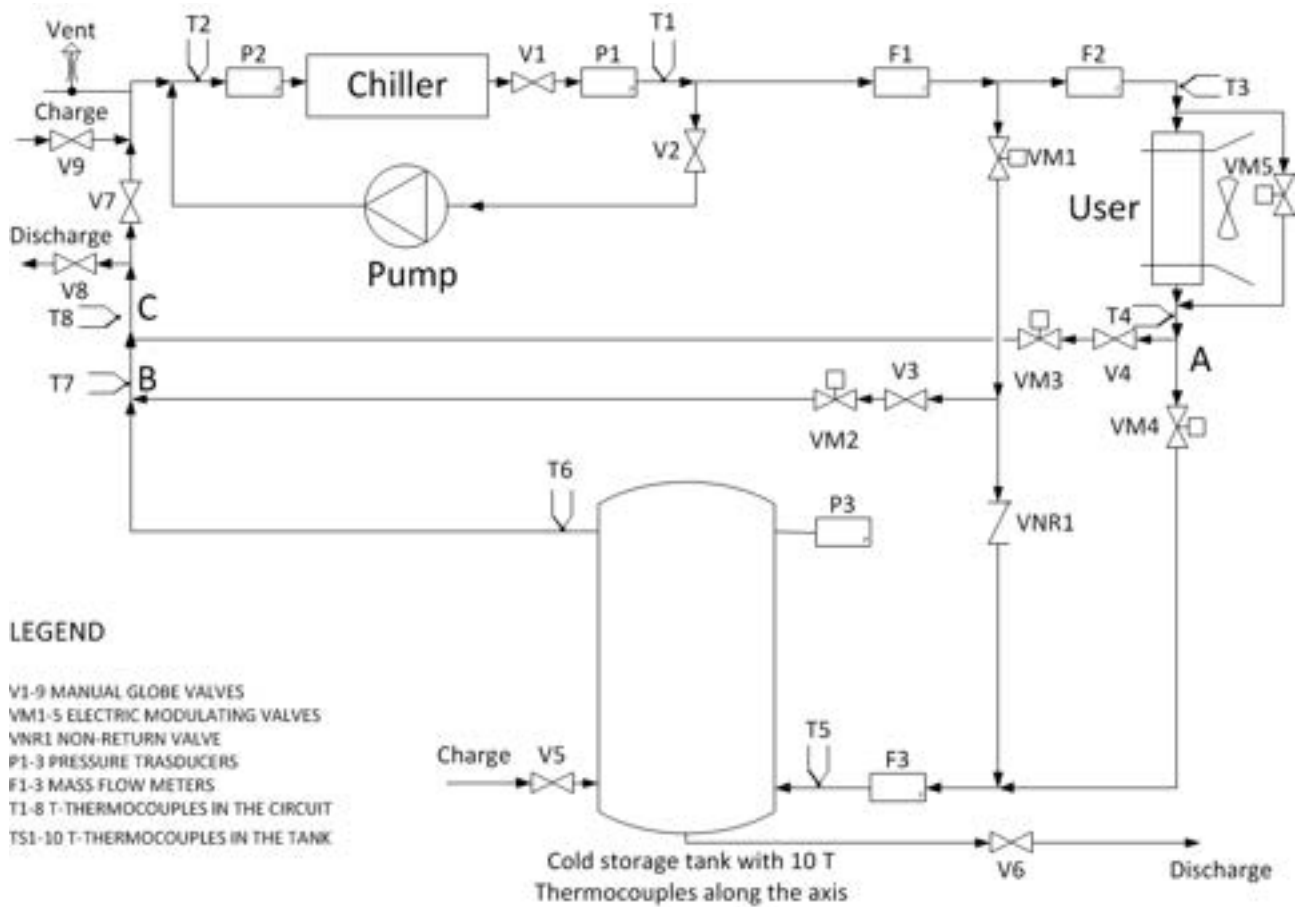 Vent
T2
P2
Chiller
V1
P1
T1
F1
F2
T3
Charge
V9
V7
V2
VM1
VM5
User
Discharge
V8
Pump
T8
C
T4
A
T7
B
VM3
V4
V3
VM2
VM4
T6
P3
VNR1
LEGEND
V1-9 MANUAL GLOBE VALVES
VM1-5 ELECTRIC MODULATING VALVES
VNR1 NON-RETURN VALVE
P1-3 PRESSURE TRASDUCERS
F1-3 MASS FLOW METERS
T1-8 T-THERMOCOUPLES IN THE CIRCUIT
TS1-10 T-THERMOCOUPLES IN THE TANK
Charge
V5
T5
F3
V6
Discharge
Cold storage tank with 10 T
Thermocouples along the axis